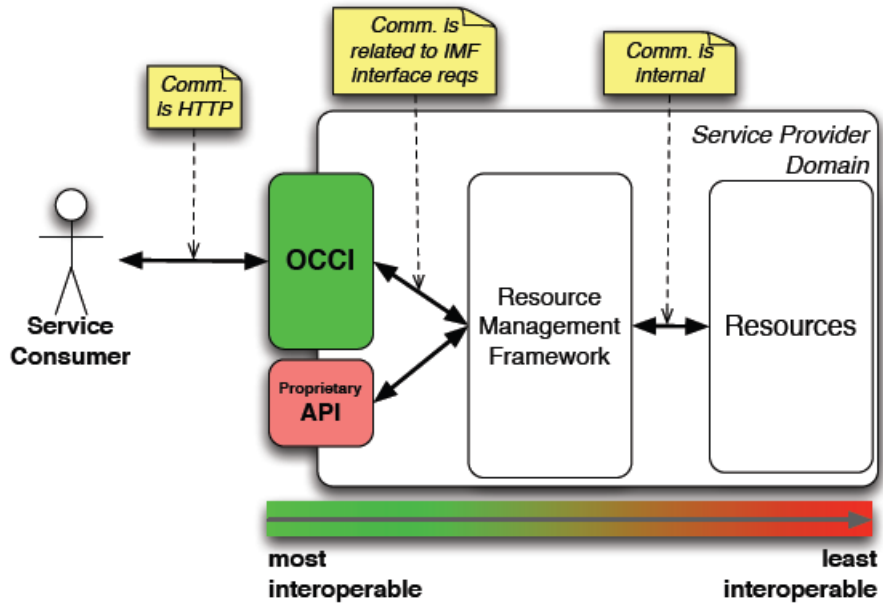 Comm. is
related to IMF
interface reqs
Comm. is
internal
Comm.
is HTTP
Service Provider
Domain
OCCI
Resource
Management
Framework
Resources
Service
Consumer
Proprietary
API
most
interoperable
least
interoperable